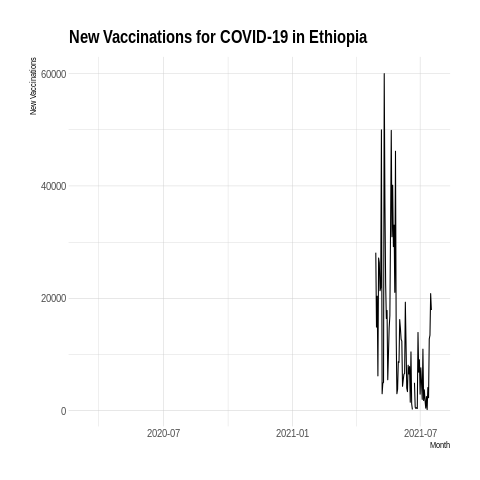 New Vaccinations for COVID-19 in Ethiopia
New Vaccinations
60000
40000
20000
0
2020-07
2021-01
2021-07
Month